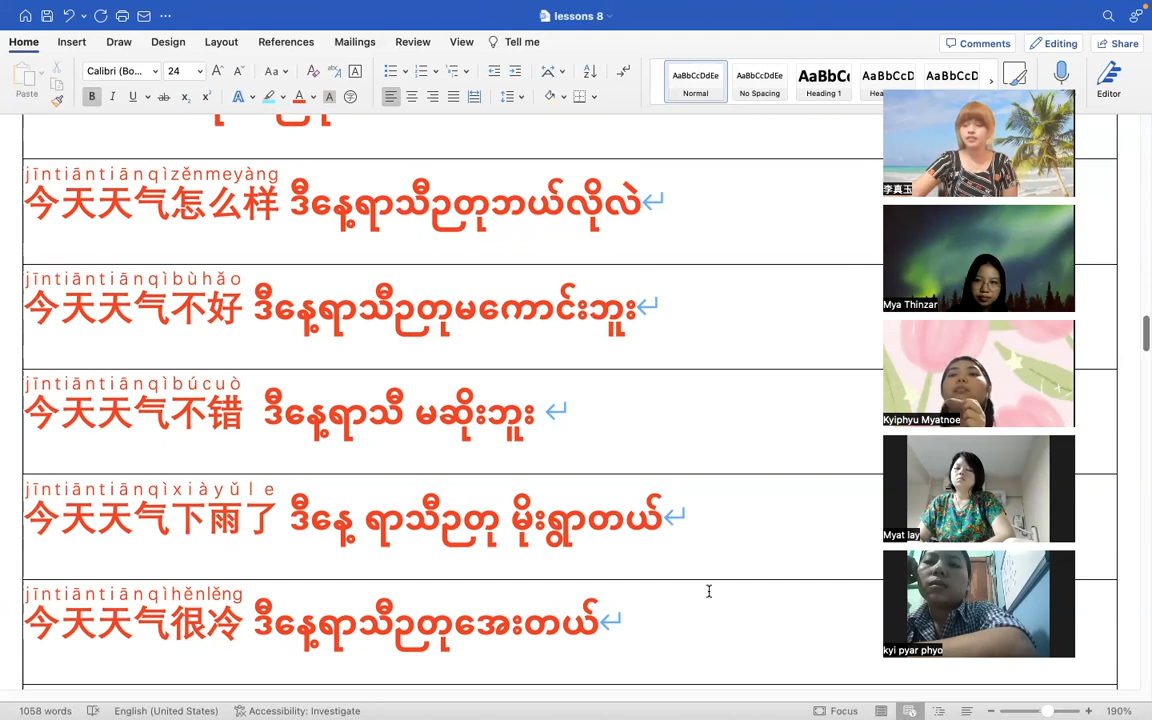 lessons 8
Home Insert Draw Design Layout References Mailings Review View Tell me Comments Editing Share
Paste Calibri (Bo... 24 AaBbCcDdEe Normal AaBbCcDdEe No Spacing AaBbCc Heading 1 AaBbCcD AaBbCcD Editor
jīntiāntiānqìzěnmeyàng
今天天气怎么样 ဒီနေ့ရာသီဥတုဘယ်လိုလဲ
jīntiāntiānqìbùhǎo
今天天气不好 ဒီနေ့ရာသီဥတုမကောင်းဘူး
jīntiāntiānqìbúcuò
今天天气不错 ဒီနေ့ရာသီ မဆိုးဘူး
jīntiāntiānqìxiàyǔle
今天天气下雨了 ဒီနေ့ ရာသီဥတု မိုးရွာတယ်
jīntiāntiānqìhěnlěng
今天天气很冷 ဒီနေ့ရာသီဥတုအေးတယ်
李真玉
Mya Thinzar
Kyiphyu Myatnoe
Myat lay
kyi pyar phyo
1058 words English (United States) Accessibility: Investigate Focus 190%